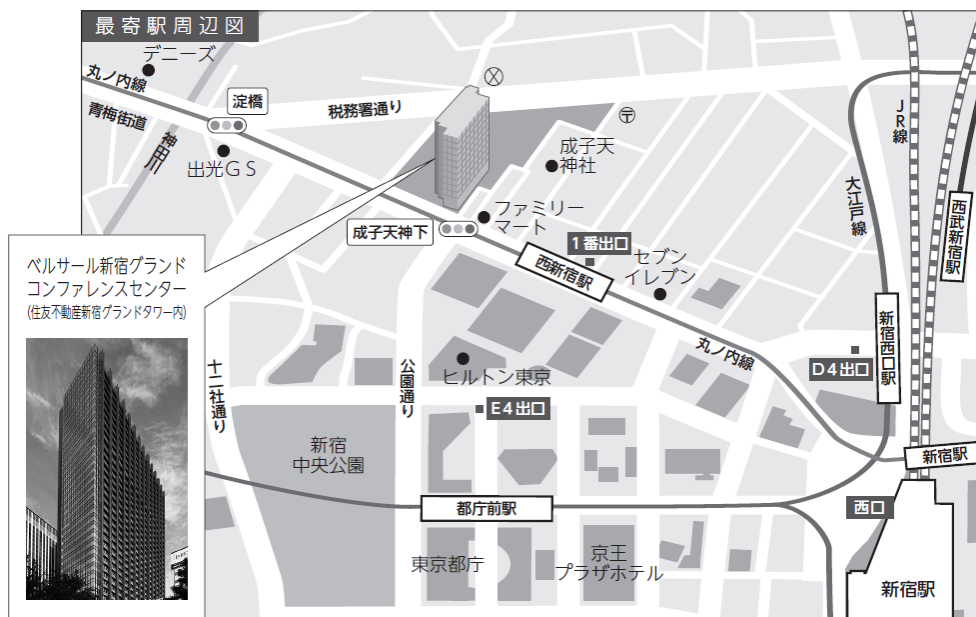 最寄駅周辺図
デニーズ
丸ノ内線
青梅街道
淀橋
神田川
出光GS
税務署通り
成子天
神社
ファミリー
マート
成子天神下
1番出口
西新宿駅
セブン
イレブン
JR線
大江戸線
西武新宿駅
ベルサール新宿グランド
コンファレンスセンター
(住友不動産新宿グランドタワー内)
十二社通り
公園通り
ヒルトン東京
E4出口
丸ノ内線
D4出口
新宿西口駅
新宿
中央公園
新宿駅
都庁前駅
西口
東京都庁
京王
プラザホテル
新宿駅